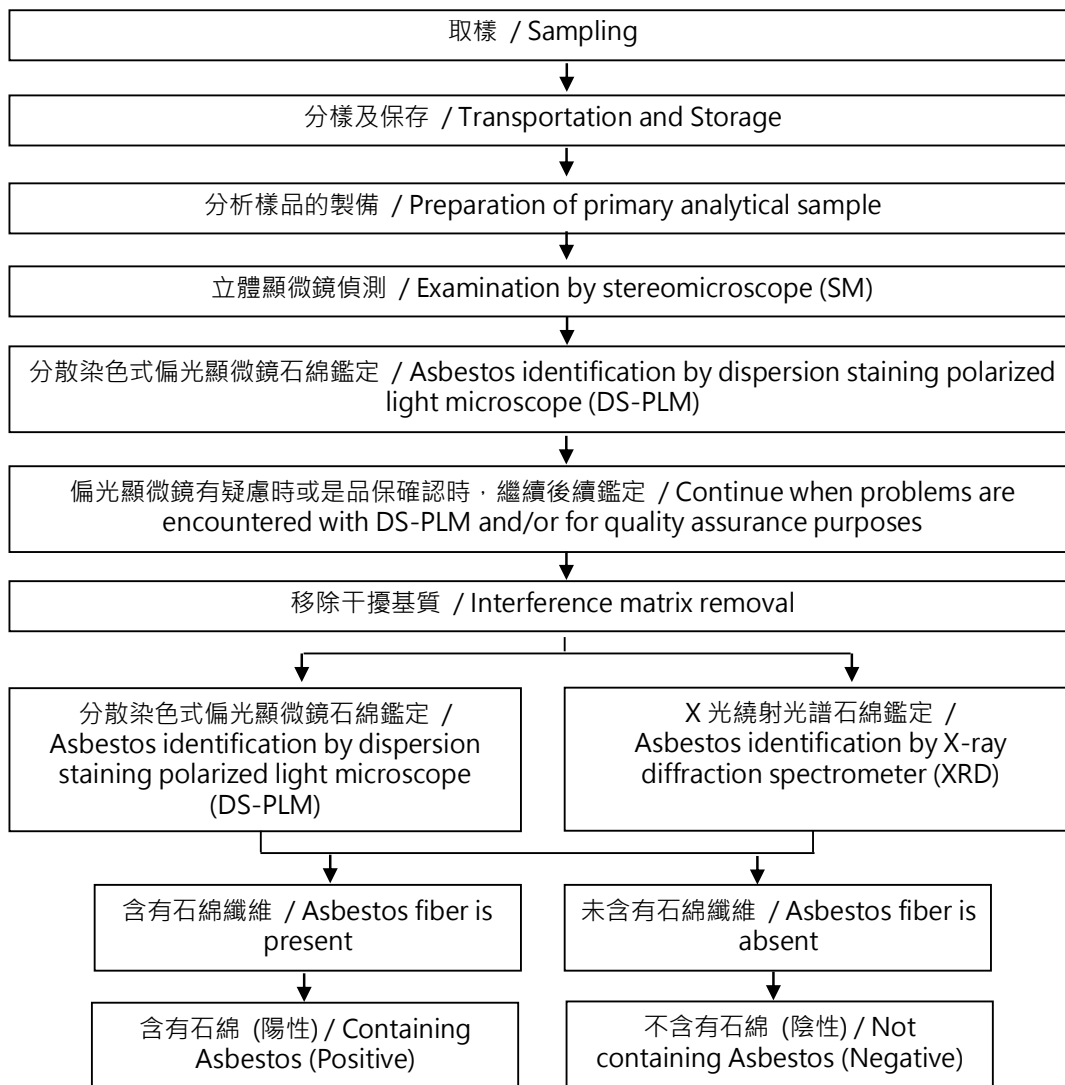 取樣 / Sampling
分樣及保存 / Transportation and Storage
分析樣品的製備 / Preparation of primary analytical sample
立體顯微鏡偵測 / Examination by stereomicroscope (SM)
分散染色式偏光顯微鏡石綿鑑定 / Asbestos identification by dispersion staining polarized
light microscope (DS-PLM)
偏光顯微鏡有疑慮時或是品保確認時，繼續後續鑑定 / Continue when problems are
encountered with DS-PLM and/or for quality assurance purposes
移除干擾基質 / Interference matrix removal
分散染色式偏光顯微鏡石綿鑑定 /
Asbestos identification by dispersion
staining polarized light microscope
(DS-PLM)
X 光繞射光譜石綿鑑定 /
Asbestos identification by X-ray
diffraction spectrometer (XRD)
含有石綿纖維 / Asbestos fiber is
present
未含有石綿纖維 / Asbestos fiber is
absent
含有石綿 (陽性) / Containing
Asbestos (Positive)
不含有石綿 (陰性) / Not
containing Asbestos (Negative)